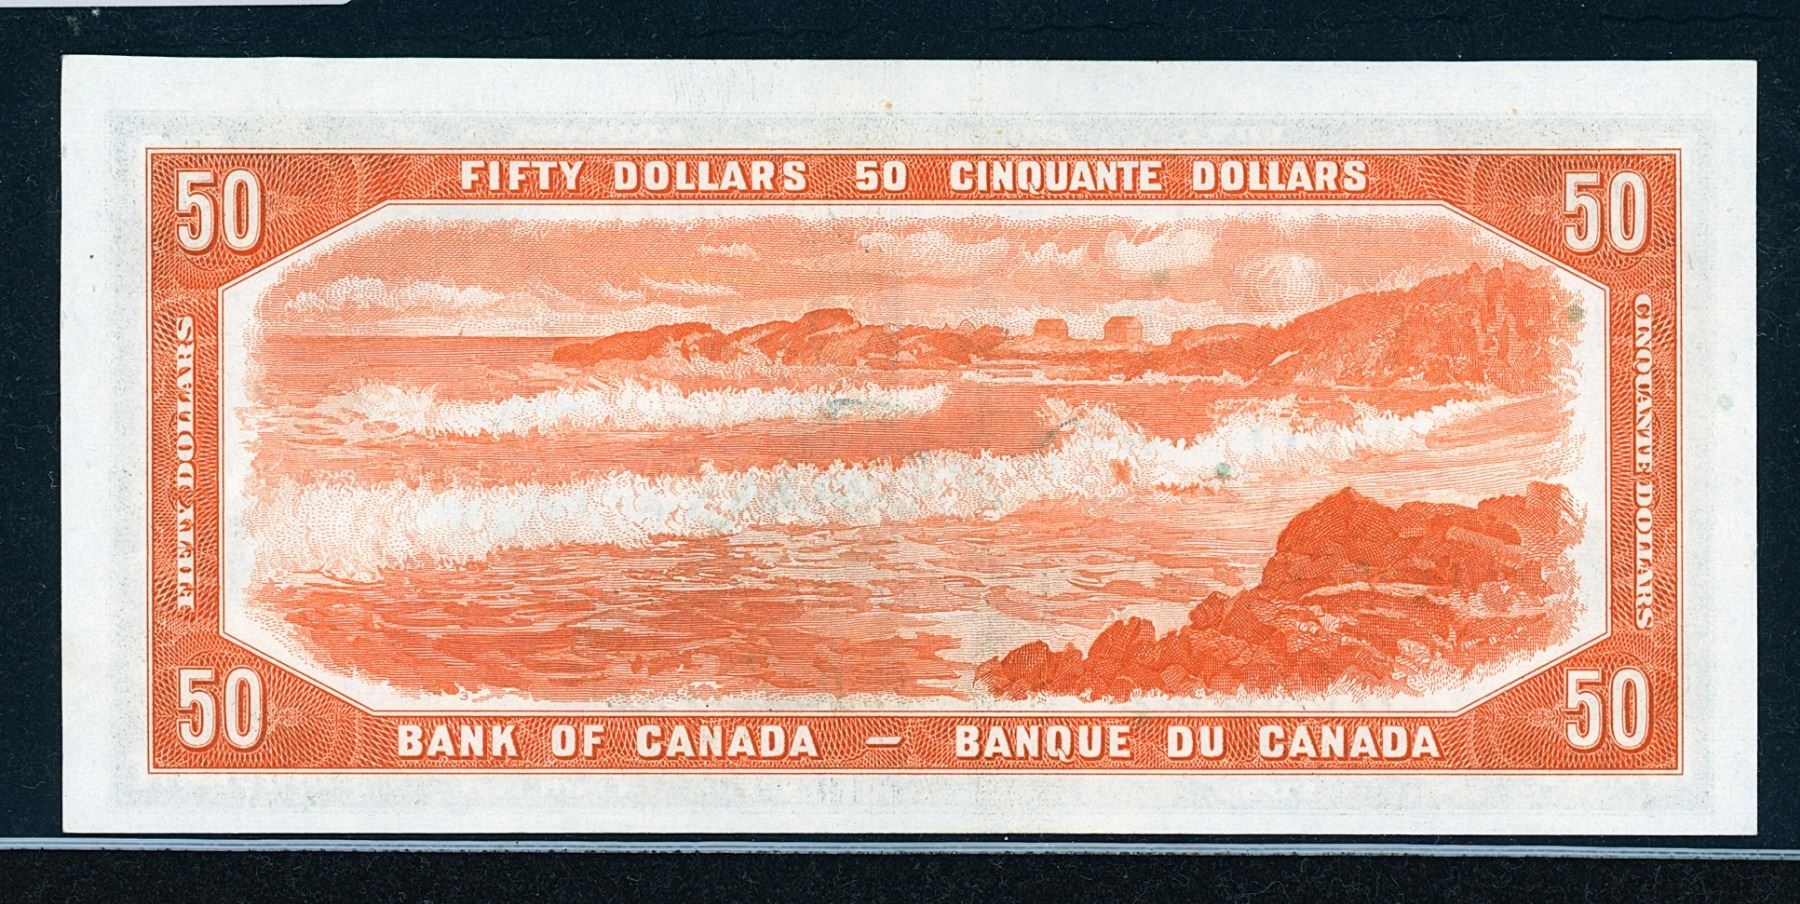 FIFTY DOLLARS 50 CINQUANTE DOLLARS
50
50
FIFTY DOLLARS
CINQUANTE DOLLARS
50
50
BANK OF CANADA — BANQUE DU CANADA